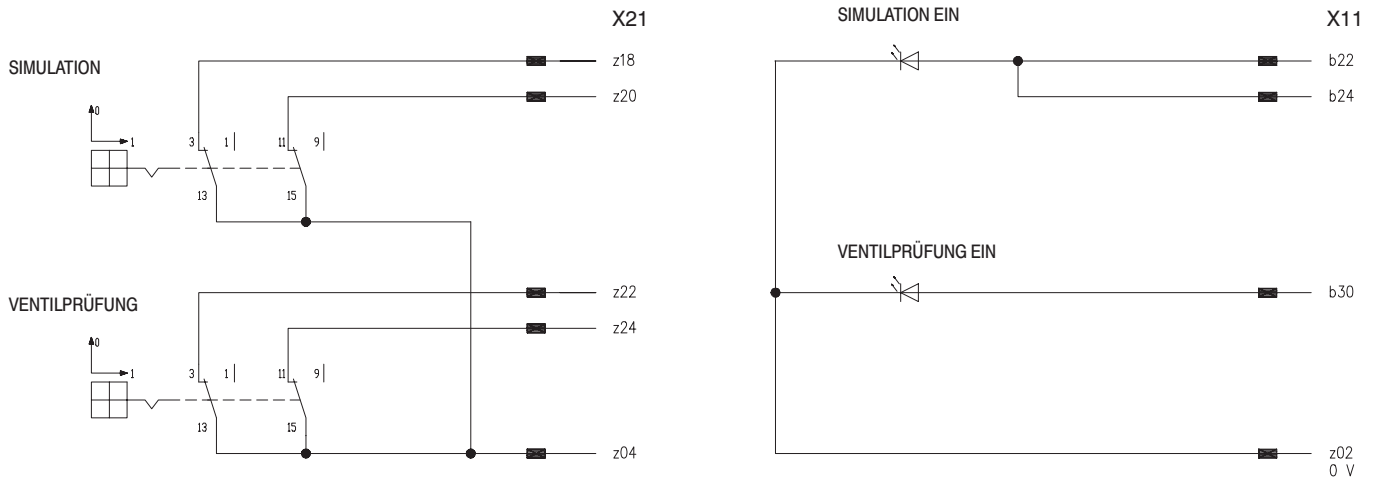 X21
SIMULATION
z18
z20
0
1
3
1
11
9
13
15
VENTILPRÜFUNG
z22
z24
0
1
3
1
11
9
13
15
z04
SIMULATION EIN
X11
b22
b24
VENTILPRÜFUNG EIN
b30
z02
0 V